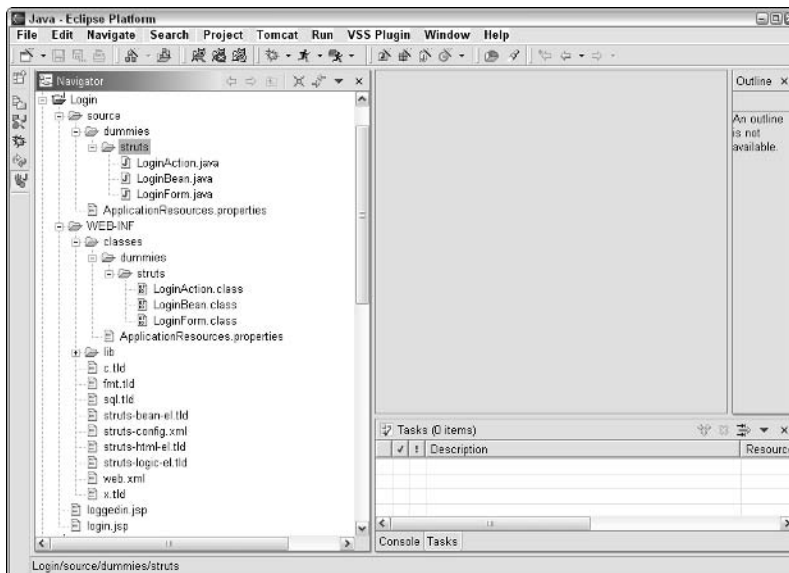 Java - Eclipse Platform
File Edit Navigate Search Project Tomcat Run VSS Plugin Window Help
Navigator
Login
source
dummies
struts
LoginAction.java
LoginBean.java
LoginForm.java
ApplicationResources.properties
WEB-INF
classes
dummies
struts
LoginAction.class
LoginBean.class
LoginForm.class
ApplicationResources.properties
lib
c.tld
fmt.tld
sql.tld
struts-bean-el.tld
struts-config.xml
struts-html-el.tld
struts-logic-el.tld
web.xml
x.tld
loggedin.jsp
login.jsp
Outline
An outline
is not
available.
Tasks (0 items)
! Description Resource
Console Tasks
Login/source/dummies/struts